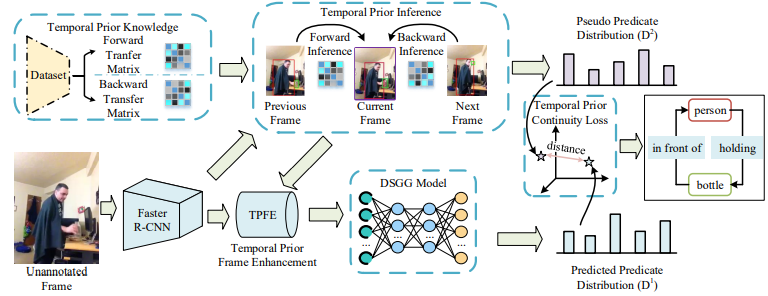 Temporal Prior Knowledge
Dataset
Forward
Tranfer
Matrix
Backward
Transfer
Matrix
Temporal Prior Inference
Forward
Inference
Backward
Inference
Previous
Frame
Current
Frame
Next
Frame
Pseudo Predicate
Distribution (D²)
Temporal Prior
Continuity Loss
distance
person
in front of
holding
bottle
Unannotated
Frame
Faster
R-CNN
TPFE
Temporal Prior
Frame Enhancement
DSGG Model
...
...
...
...
Predicted Predicate
Distribution (D¹)